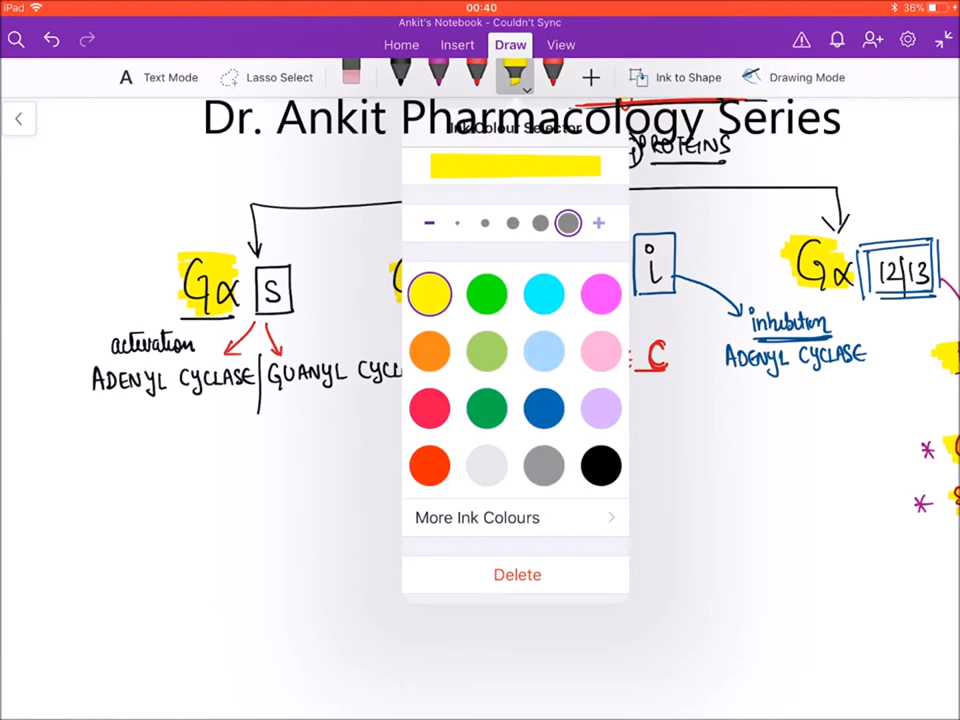 iPad 00:40 36%
Ankit's Notebook - Couldn't Sync
Home Insert Draw View
A Text Mode Lasso Select Ink to Shape Drawing Mode
Dr. Ankit Pharmacology Series
Ink Colour Selector
PROTEINS
Gα S
i
Gα 12/13
activation
inhibition
ADENYL CYCLASE
C
ADENYL CYCLASE GUANYL CYCL
*
*
More Ink Colours
Delete